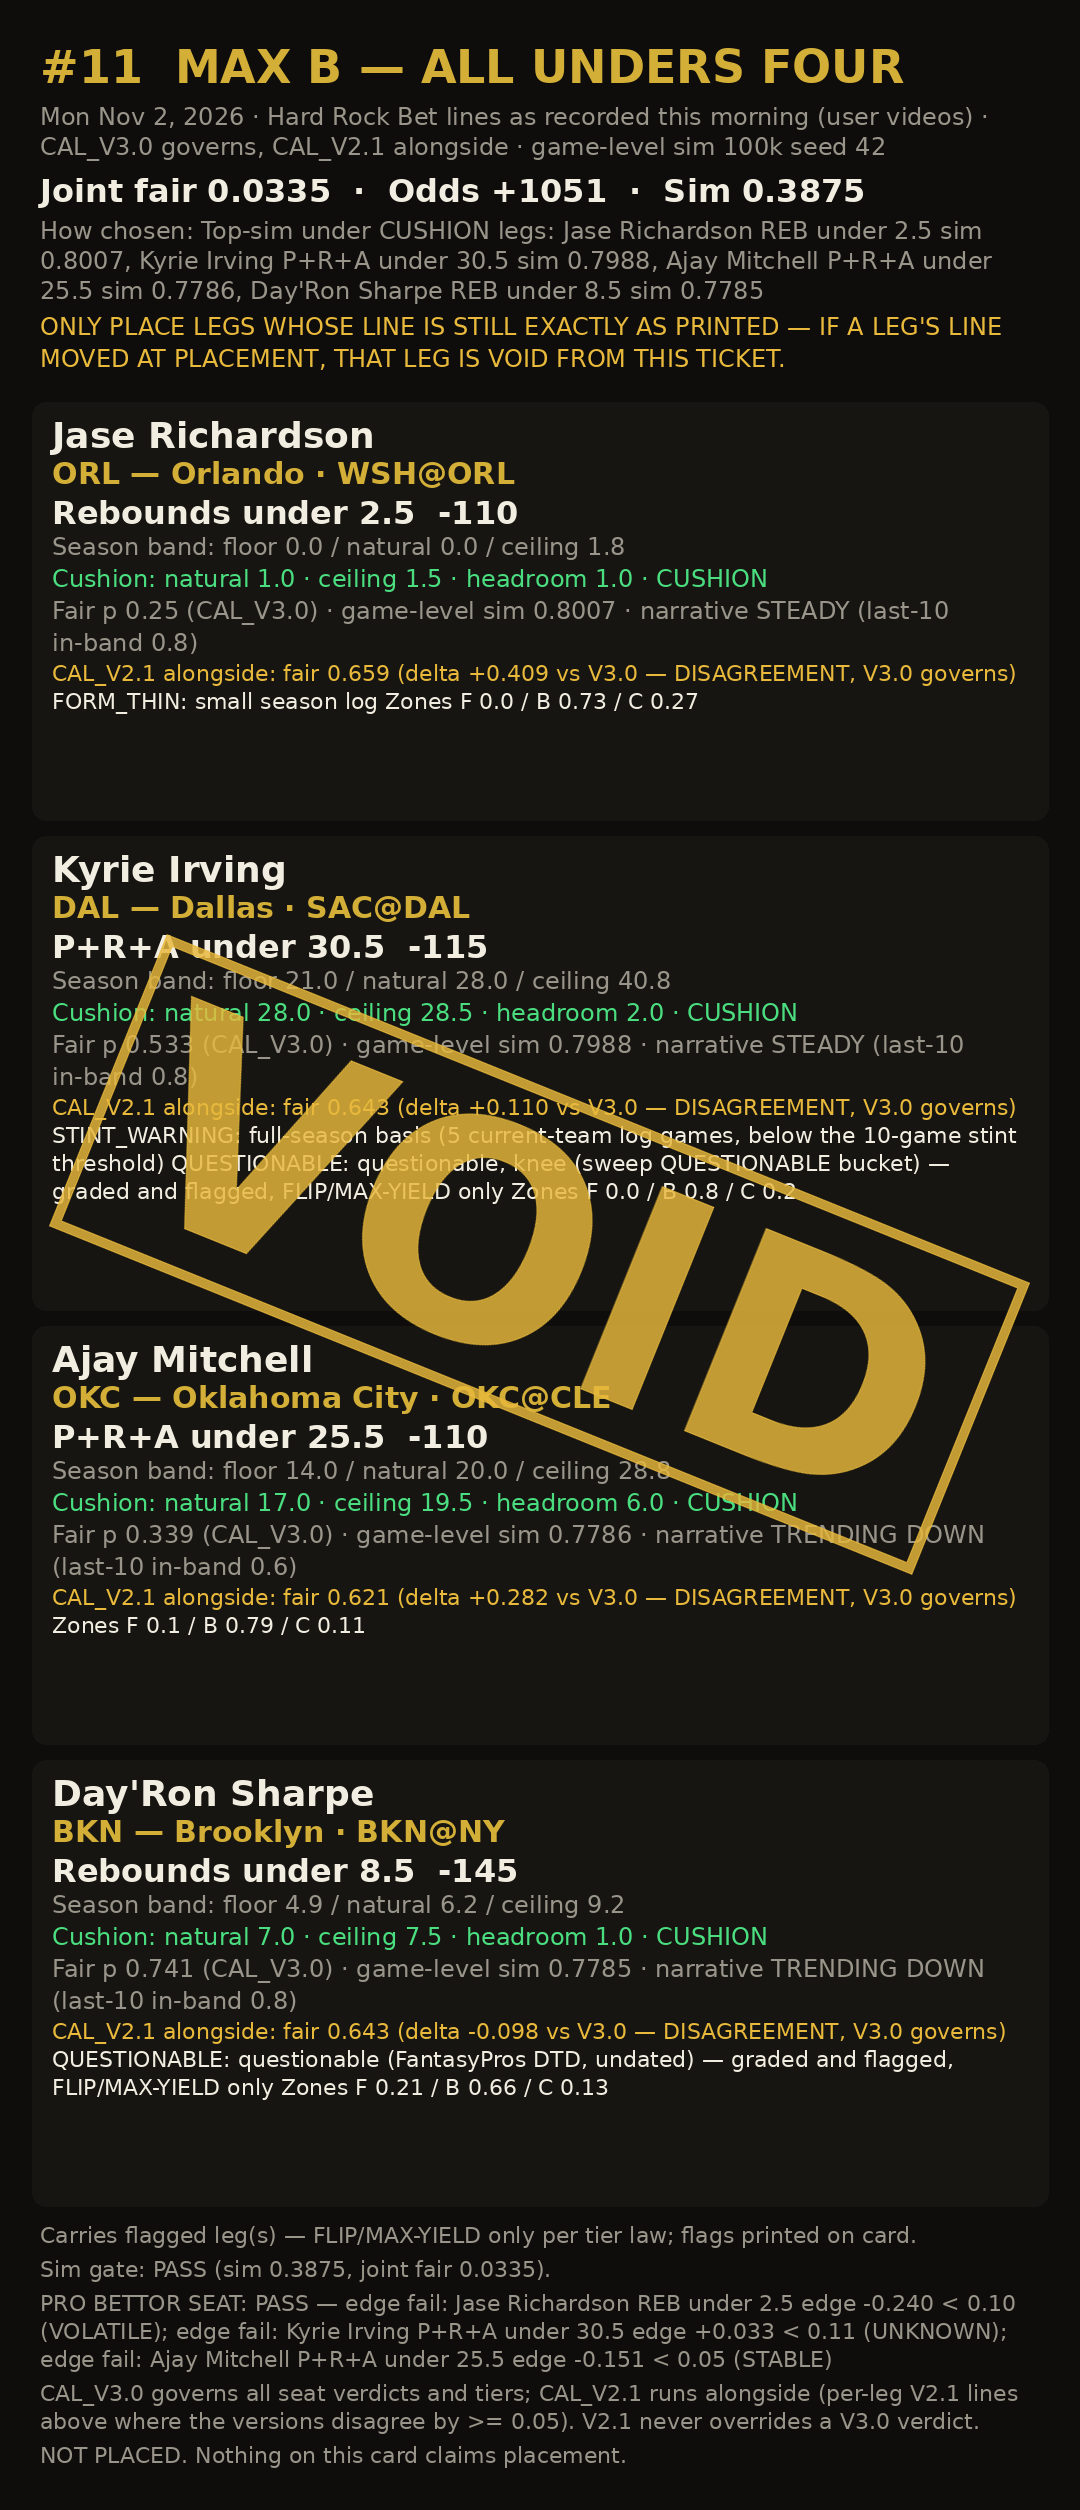 #11  MAX B — ALL UNDERS FOUR
Mon Nov 2, 2026 · Hard Rock Bet lines as recorded this morning (user videos) ·
CAL_V3.0 governs, CAL_V2.1 alongside · game-level sim 100k seed 42
Joint fair 0.0335  ·  Odds +1051  ·  Sim 0.3875
How chosen: Top-sim under CUSHION legs: Jase Richardson REB under 2.5 sim
0.8007, Kyrie Irving P+R+A under 30.5 sim 0.7988, Ajay Mitchell P+R+A under
25.5 sim 0.7786, Day'Ron Sharpe REB under 8.5 sim 0.7785
ONLY PLACE LEGS WHOSE LINE IS STILL EXACTLY AS PRINTED — IF A LEG'S LINE
MOVED AT PLACEMENT, THAT LEG IS VOID FROM THIS TICKET.
Jase Richardson
ORL — Orlando · WSH@ORL
Rebounds under 2.5  -110
Season band: floor 0.0 / natural 0.0 / ceiling 1.8
Cushion: natural 1.0 · ceiling 1.5 · headroom 1.0 · CUSHION
Fair p 0.25 (CAL_V3.0) · game-level sim 0.8007 · narrative STEADY (last-10
in-band 0.8)
CAL_V2.1 alongside: fair 0.659 (delta +0.409 vs V3.0 — DISAGREEMENT, V3.0 governs)
FORM_THIN: small season log Zones F 0.0 / B 0.73 / C 0.27
Kyrie Irving
DAL — Dallas · SAC@DAL
P+R+A under 30.5  -115
Season band: floor 21.0 / natural 28.0 / ceiling 40.8
Cushion: natural 28.0 · ceiling 28.5 · headroom 2.0 · CUSHION
Fair p 0.533 (CAL_V3.0) · game-level sim 0.7988 · narrative STEADY (last-10
in-band 0.8)
CAL_V2.1 alongside: fair 0.643 (delta +0.110 vs V3.0 — DISAGREEMENT, V3.0 governs)
STINT_WARNING: full-season basis (5 current-team log games, below the 10-game stint
threshold) QUESTIONABLE: questionable, knee (sweep QUESTIONABLE bucket) —
graded and flagged, FLIP/MAX-YIELD only Zones F 0.0 / B 0.8 / C 0.2
VOID
Ajay Mitchell
OKC — Oklahoma City · OKC@CLE
P+R+A under 25.5  -110
Season band: floor 14.0 / natural 20.0 / ceiling 28.8
Cushion: natural 17.0 · ceiling 19.5 · headroom 6.0 · CUSHION
Fair p 0.339 (CAL_V3.0) · game-level sim 0.7786 · narrative TRENDING DOWN
(last-10 in-band 0.6)
CAL_V2.1 alongside: fair 0.621 (delta +0.282 vs V3.0 — DISAGREEMENT, V3.0 governs)
Zones F 0.1 / B 0.79 / C 0.11
Day'Ron Sharpe
BKN — Brooklyn · BKN@NY
Rebounds under 8.5  -145
Season band: floor 4.9 / natural 6.2 / ceiling 9.2
Cushion: natural 7.0 · ceiling 7.5 · headroom 1.0 · CUSHION
Fair p 0.741 (CAL_V3.0) · game-level sim 0.7785 · narrative TRENDING DOWN
(last-10 in-band 0.8)
CAL_V2.1 alongside: fair 0.643 (delta -0.098 vs V3.0 — DISAGREEMENT, V3.0 governs)
QUESTIONABLE: questionable (FantasyPros DTD, undated) — graded and flagged,
FLIP/MAX-YIELD only Zones F 0.21 / B 0.66 / C 0.13
Carries flagged leg(s) — FLIP/MAX-YIELD only per tier law; flags printed on card.
Sim gate: PASS (sim 0.3875, joint fair 0.0335).
PRO BETTOR SEAT: PASS — edge fail: Jase Richardson REB under 2.5 edge -0.240 < 0.10
(VOLATILE); edge fail: Kyrie Irving P+R+A under 30.5 edge +0.033 < 0.11 (UNKNOWN);
edge fail: Ajay Mitchell P+R+A under 25.5 edge -0.151 < 0.05 (STABLE)
CAL_V3.0 governs all seat verdicts and tiers; CAL_V2.1 runs alongside (per-leg V2.1 lines
above where the versions disagree by >= 0.05). V2.1 never overrides a V3.0 verdict.
NOT PLACED. Nothing on this card claims placement.